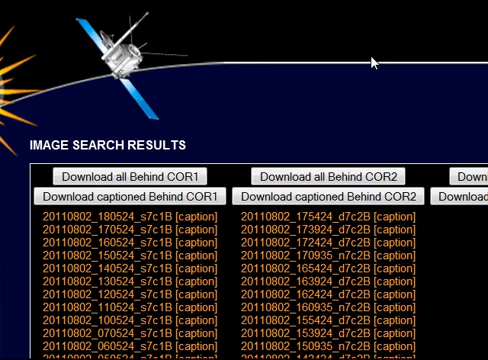 IMAGE SEARCH RESULTS
Download all Behind COR1 Download all Behind COR2
Download captioned Behind COR1 Download captioned Behind COR2
20110802_180524_s7c1B [caption] 20110802_175424_d7c2B [caption]
20110802_170524_s7c1B [caption] 20110802_173924_d7c2B [caption]
20110802_160524_s7c1B [caption] 20110802_172424_d7c2B [caption]
20110802_150524_s7c1B [caption] 20110802_170935_n7c2B [caption]
20110802_140524_s7c1B [caption] 20110802_165424_d7c2B [caption]
20110802_130524_s7c1B [caption] 20110802_163924_d7c2B [caption]
20110802_120524_s7c1B [caption] 20110802_162424_d7c2B [caption]
20110802_110524_s7c1B [caption] 20110802_160935_n7c2B [caption]
20110802_100524_s7c1B [caption] 20110802_155424_d7c2B [caption]
20110802_070524_s7c1B [caption] 20110802_153924_d7c2B [caption]
20110802_060524_s7c1B [caption] 20110802_150935_n7c2B [caption]